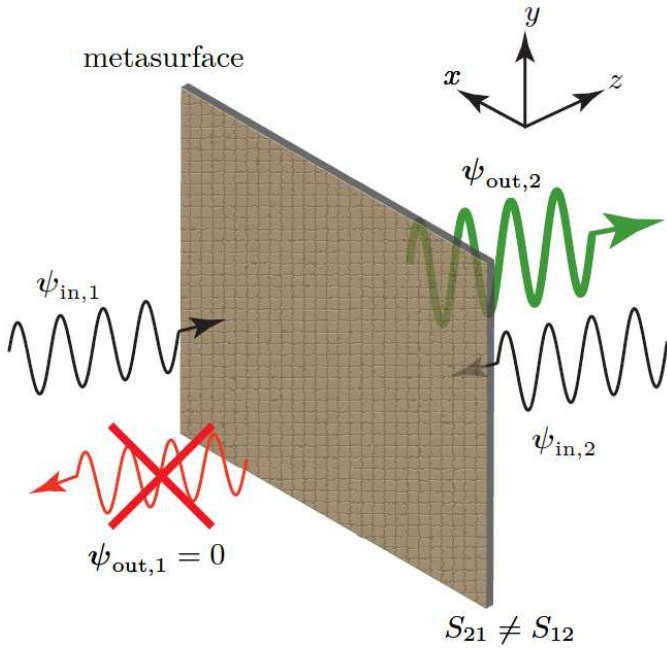 metasurface
y
x
z
ψout,2
ψin,1
ψin,2
ψout,1 = 0
S21 ≠ S12